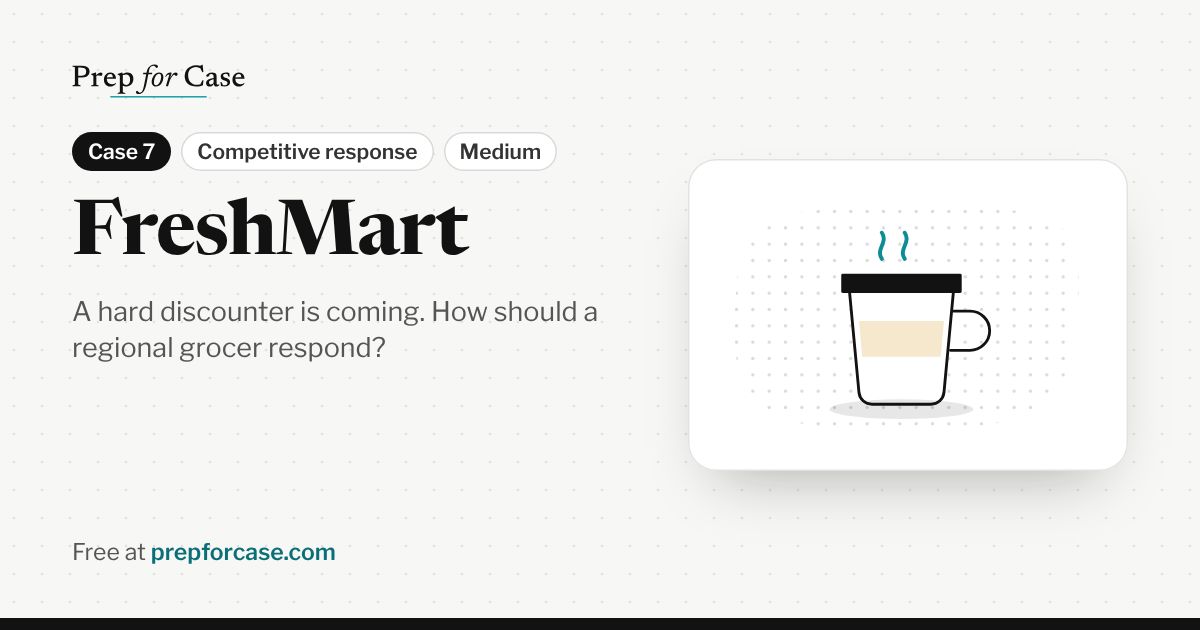 Prep for Case
Case 7
Competitive response
Medium
FreshMart
A hard discounter is coming. How should a
regional grocer respond?
Free at prepforcase.com